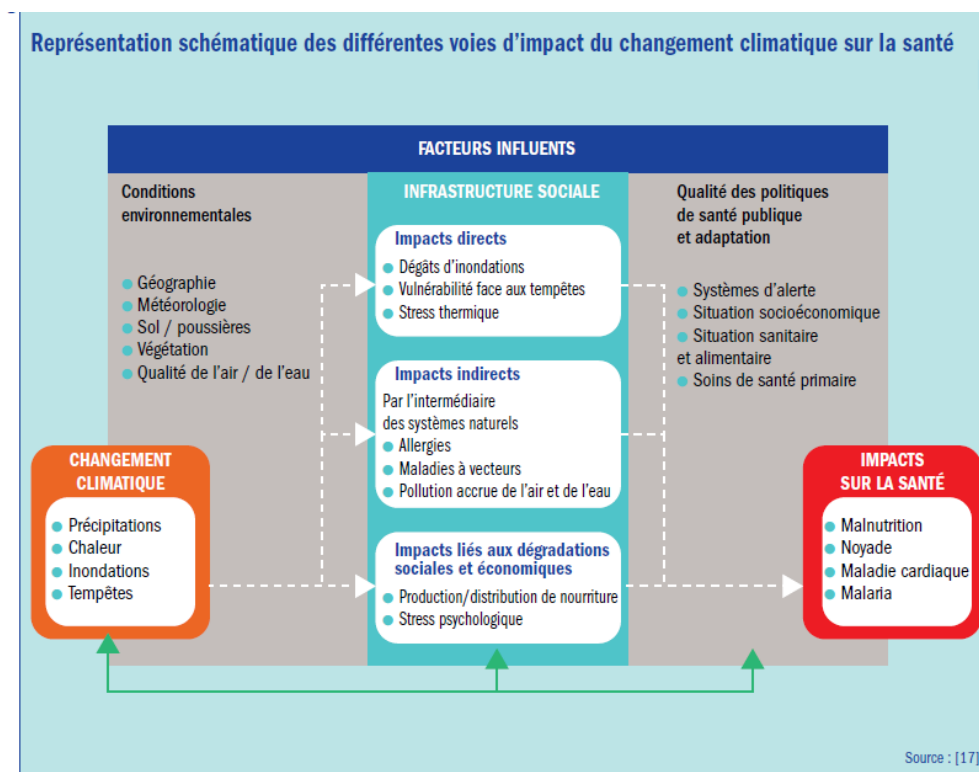 Représentation schématique des différentes voies d'impact du changement climatique sur la santé
FACTEURS INFLUENTS
Conditions
environnementales
● Géographie
● Météorologie
● Sol / poussières
● Végétation
● Qualité de l'air / de l'eau
INFRASTRUCTURE SOCIALE
Impacts directs
● Dégâts d'inondations
● Vulnérabilité face aux tempêtes
● Stress thermique
Impacts indirects
Par l'intermédiaire
des systèmes naturels
● Allergies
● Maladies à vecteurs
● Pollution accrue de l'air et de l'eau
Impacts liés aux dégradations
sociales et économiques
● Production/distribution de nourriture
● Stress psychologique
Qualité des politiques
de santé publique
et adaptation
● Systèmes d'alerte
● Situation socioéconomique
● Situation sanitaire
et alimentaire
● Soins de santé primaire
CHANGEMENT
CLIMATIQUE
● Précipitations
● Chaleur
● Inondations
● Tempêtes
IMPACTS
SUR LA SANTÉ
● Malnutrition
● Noyade
● Maladie cardiaque
● Malaria
Source : [17]